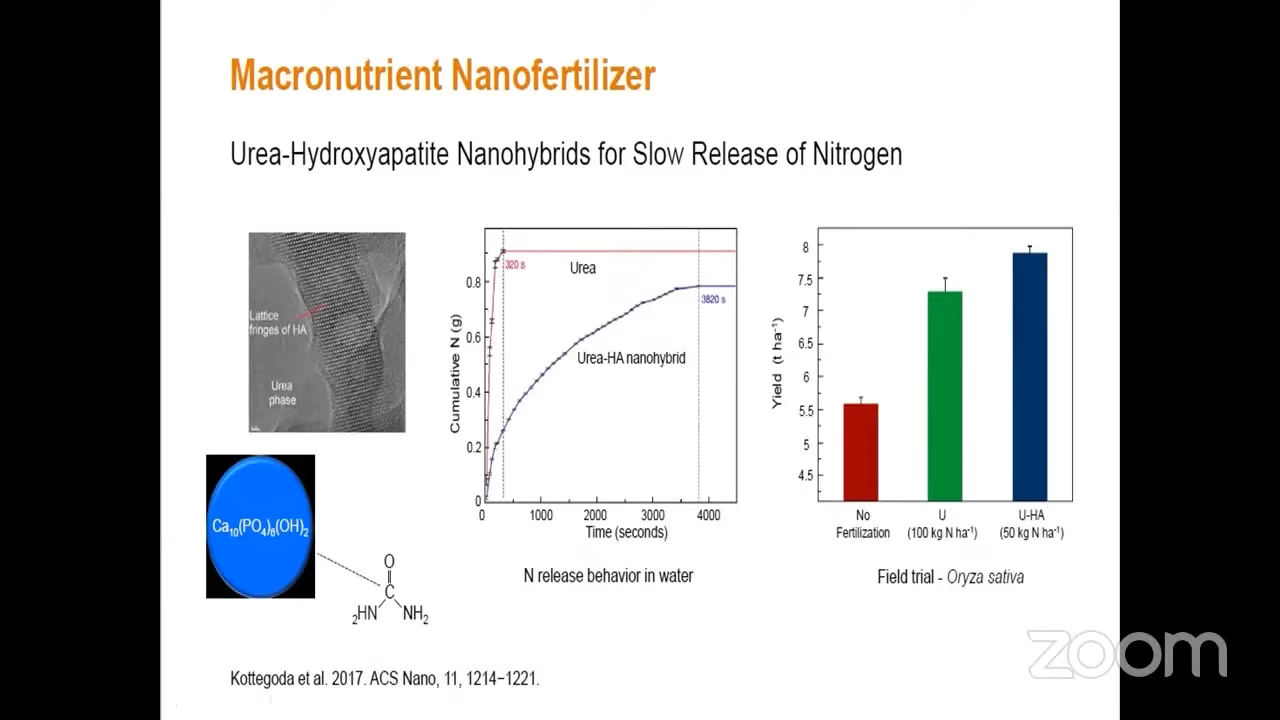 Macronutrient Nanofertilizer
Urea-Hydroxyapatite Nanohybrids for Slow Release of Nitrogen
Lattice
fringes of HA
Urea
phase
Ca₁₀(PO₄)₆(OH)₂
O
C
₂HN
NH₂
Cumulative N (g)
0.8
0.6
0.4
0.2
0
320 s
Urea
3820 s
Urea-HA nanohybrid
0
1000
2000
3000
4000
Time (seconds)
N release behavior in water
Yield (t ha⁻¹)
8
7.5
7
6.5
6
5.5
5
4.5
No
Fertilization
U
(100 kg N ha⁻¹)
U-HA
(50 kg N ha⁻¹)
Field trial - Oryza sativa
Kottegoda et al. 2017. ACS Nano, 11, 1214−1221.
zoom